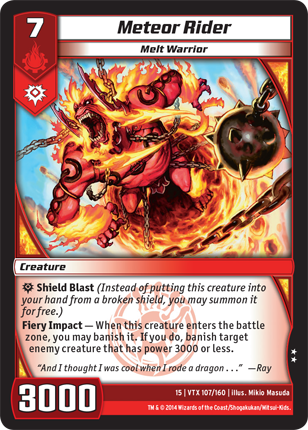 7
Meteor Rider
Melt Warrior
Creature
Shield Blast (Instead of putting this creature into
your hand from a broken shield, you may summon it
for free.)
Fiery Impact — When this creature enters the battle
zone, you may banish it. If you do, banish target
enemy creature that has power 3000 or less.
"And I thought I was cool when I rode a dragon . . ." —Ray
3000
15 | VTX 107/160 | illus. Mikio Masuda
TM & © 2014 Wizards of the Coast/Shogakukan/Mitsui-Kids.